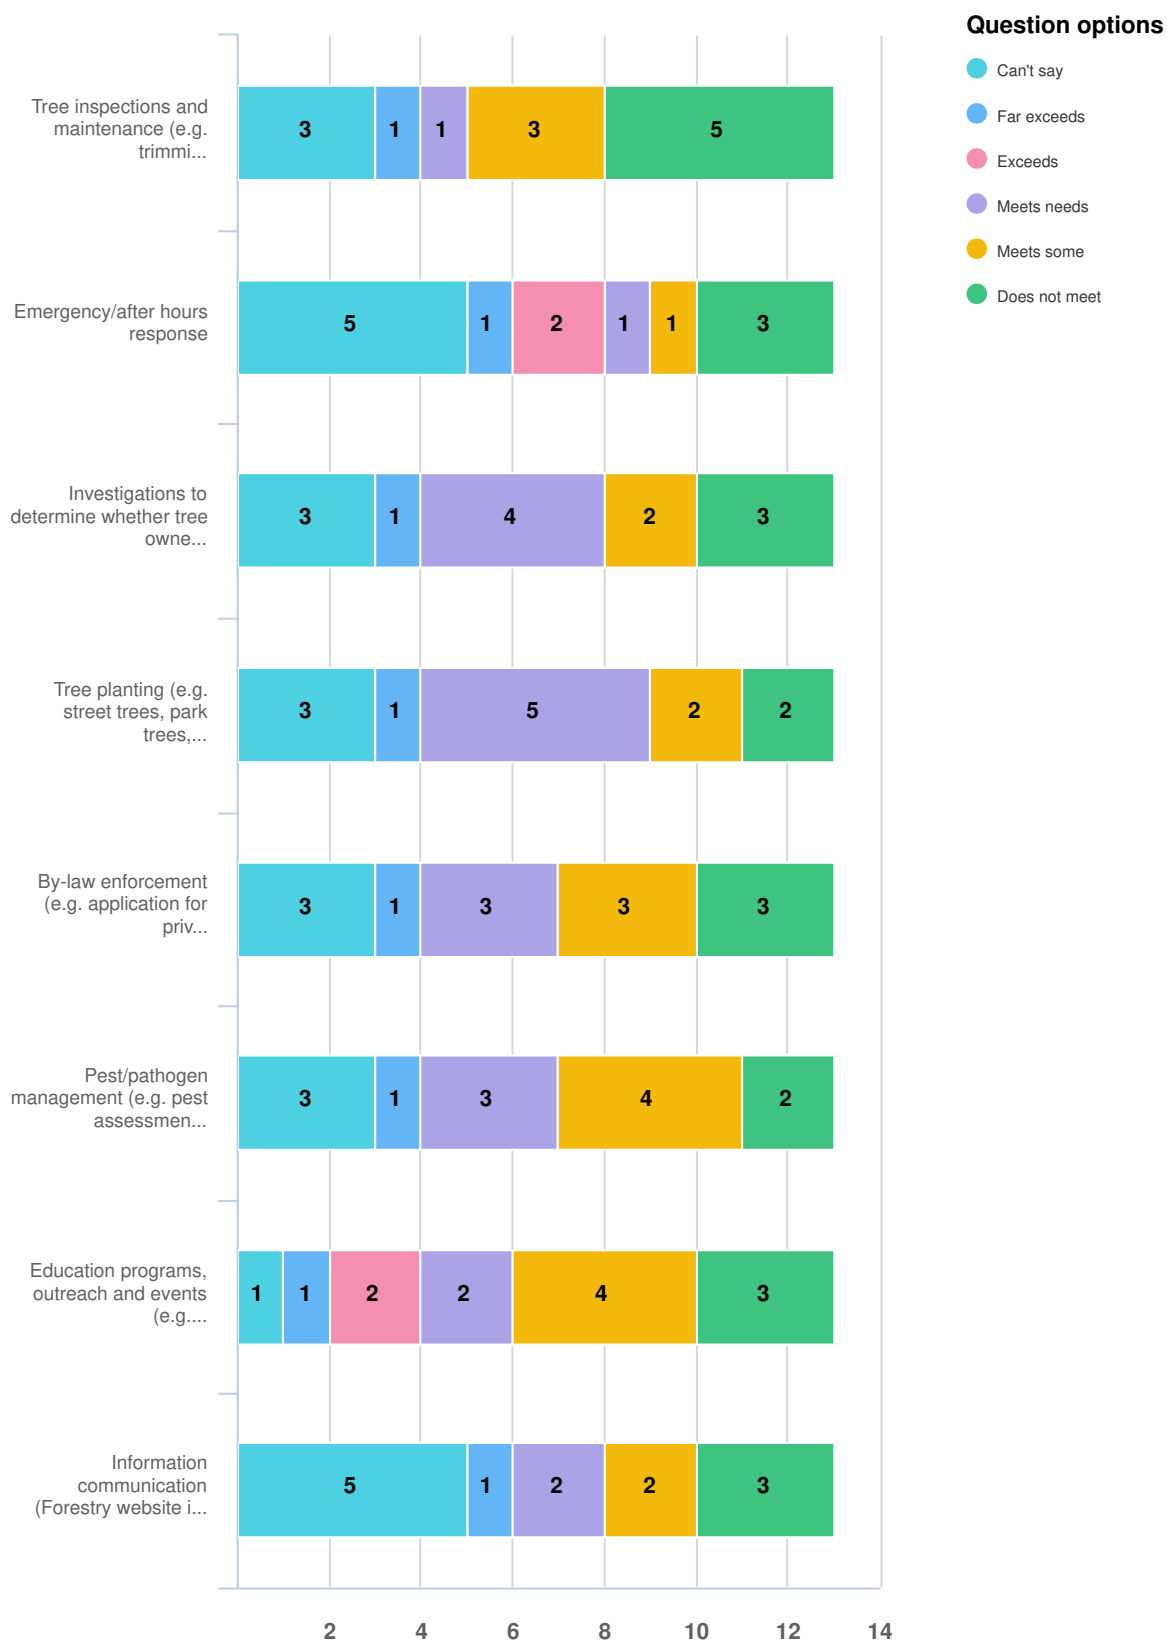 Question options
Can't say
Far exceeds
Exceeds
Meets needs
Meets some
Does not meet
Tree inspections and
maintenance (e.g.
trimmi...
3 1 1 3 5
Emergency/after hours
response
5 1 2 1 1 3
Investigations to
determine whether tree
owne...
3 1 4 2 3
Tree planting (e.g.
street trees, park
trees,...
3 1 5 2 2
By-law enforcement
(e.g. application for
priv...
3 1 3 3 3
Pest/pathogen
management (e.g. pest
assessmen...
3 1 3 4 2
Education programs,
outreach and events
(e.g....
1 1 2 2 4 3
Information
communication
(Forestry website i...
5 1 2 2 3
2 4 6 8 10 12 14